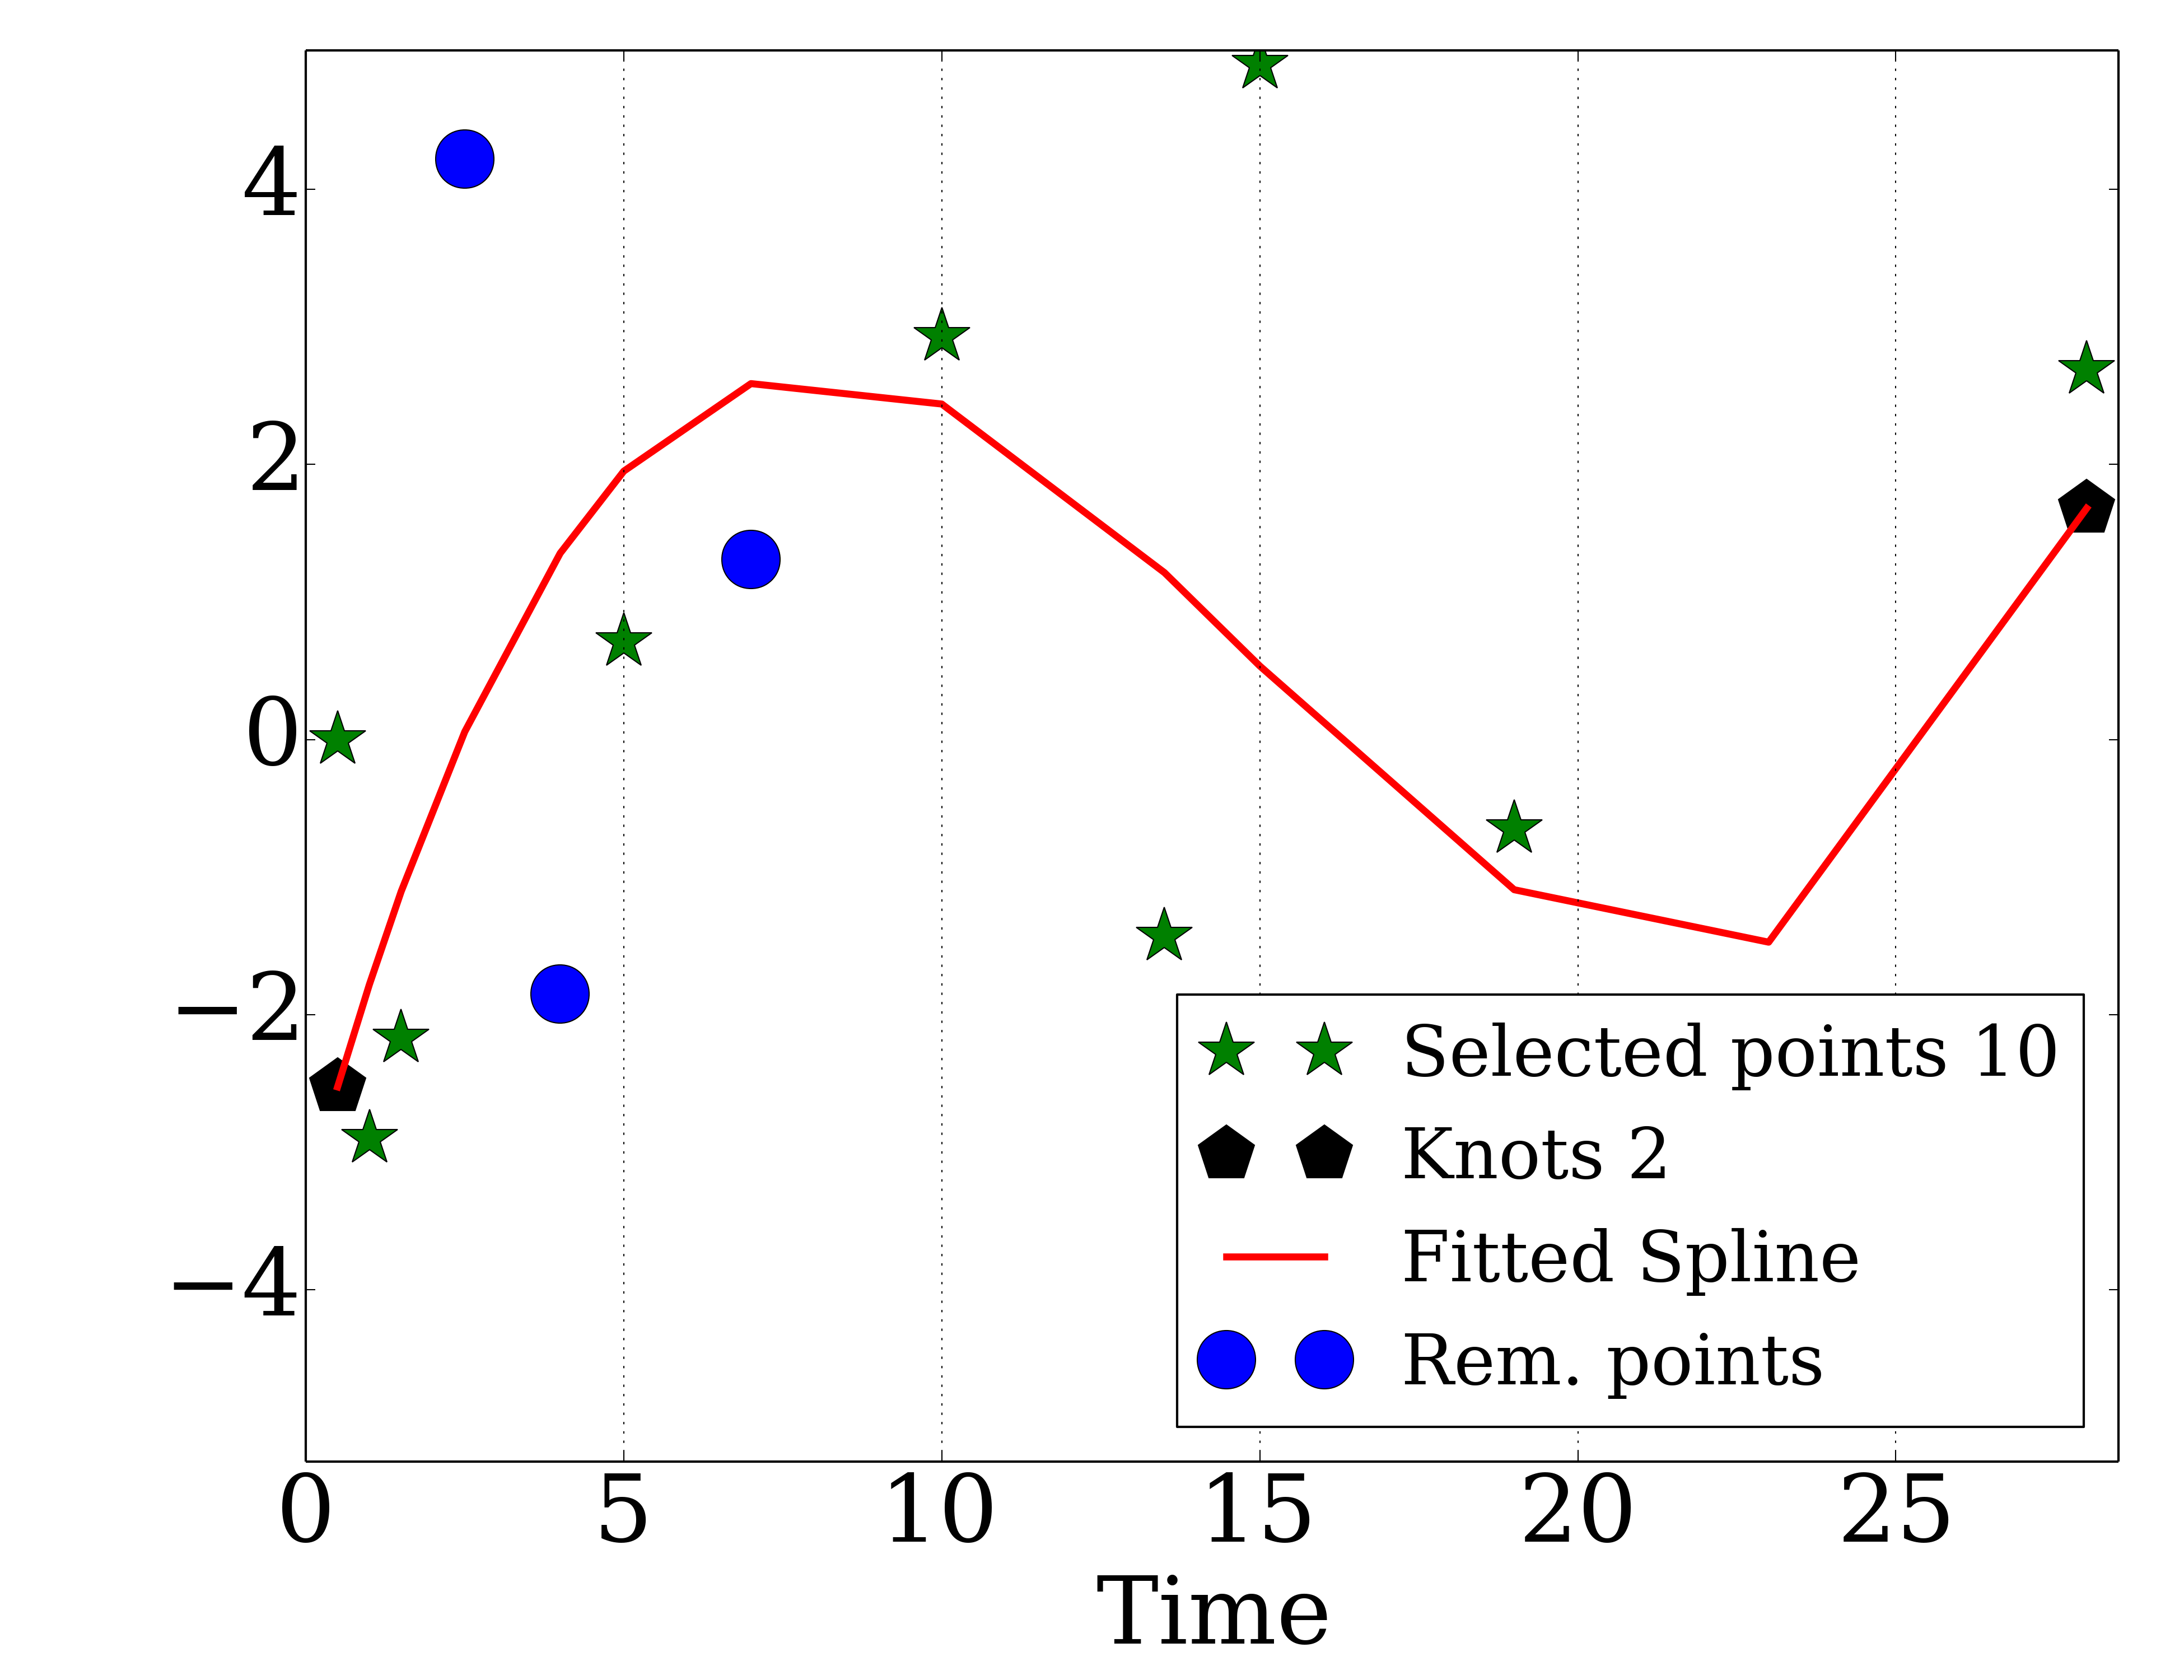 4
2
0
−2
−4
0 5 10 15 20 25
Time
Selected points 10
Knots 2
Fitted Spline
Rem. points